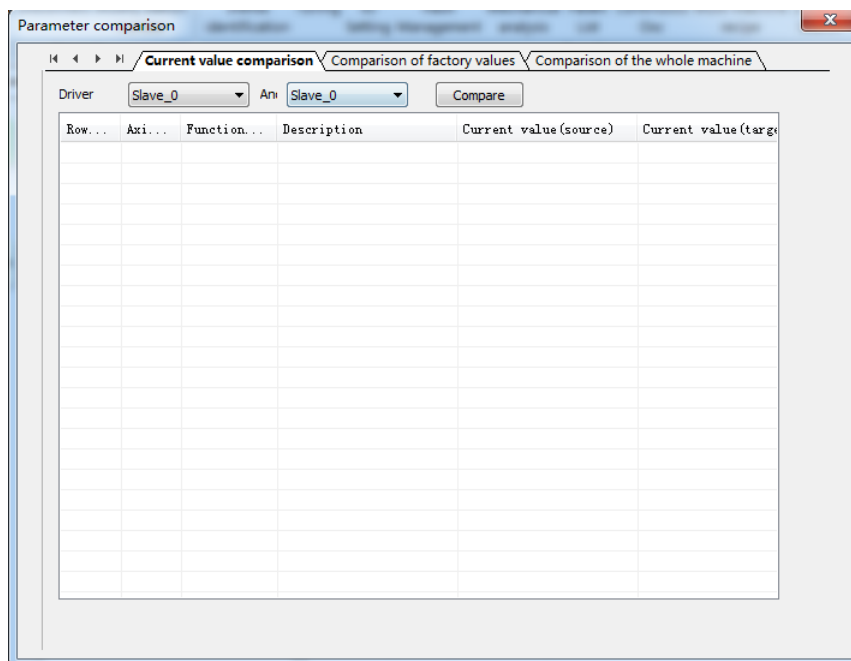 Parameter comparison
Current value comparison Comparison of factory values Comparison of the whole machine
Driver Slave_0 An Slave_0 Compare
Row... Axi... Function... Description Current value(source) Current value(targe